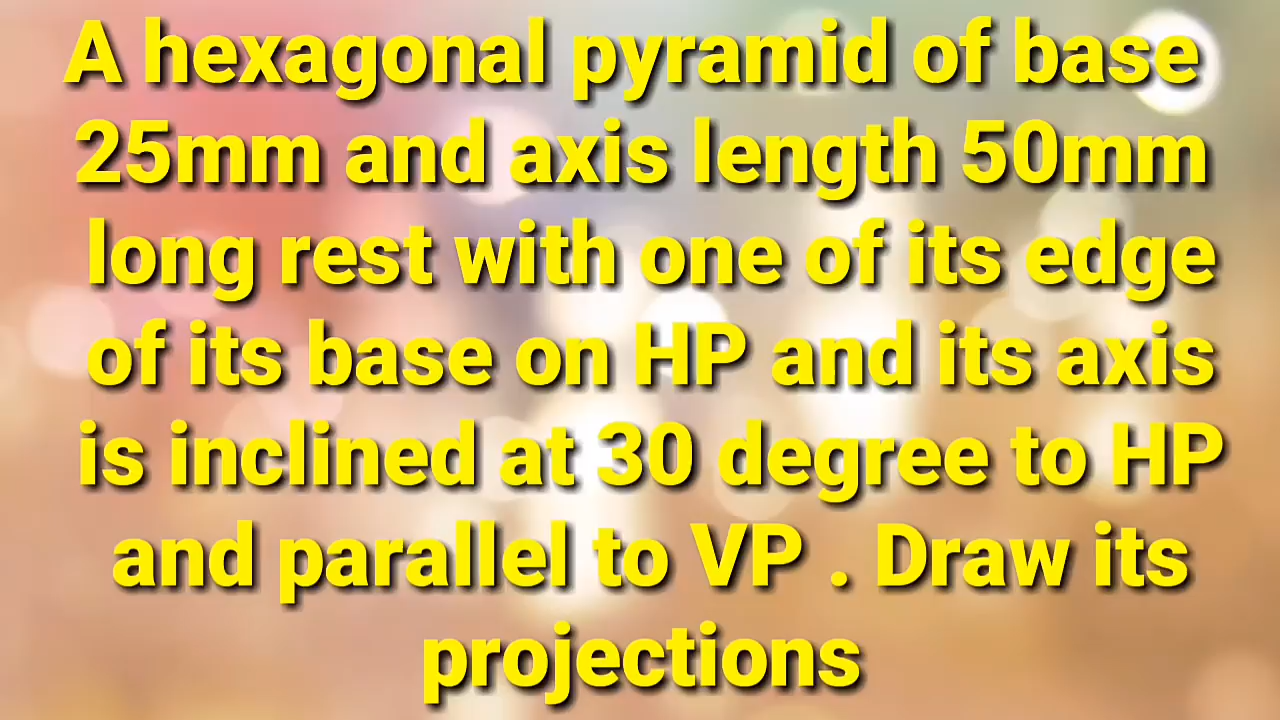 A hexagonal pyramid of base
25mm and axis length 50mm
long rest with one of its edge
of its base on HP and its axis
is inclined at 30 degree to HP
and parallel to VP . Draw its
projections